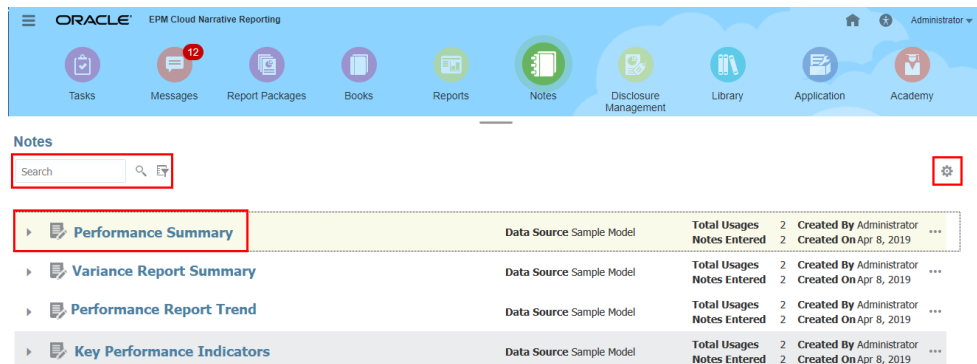 ORACLE' EPM Cloud Narrative Reporting Administrator
12
Tasks Messages Report Packages Books Reports Notes Disclosure Management Library Application Academy
Notes
Search
Performance Summary Data Source Sample Model Total Usages 2 Created By Administrator
Notes Entered 2 Created On Apr 8, 2019
Variance Report Summary Data Source Sample Model Total Usages 2 Created By Administrator
Notes Entered 2 Created On Apr 8, 2019
Performance Report Trend Data Source Sample Model Total Usages 2 Created By Administrator
Notes Entered 2 Created On Apr 8, 2019
Key Performance Indicators Data Source Sample Model Total Usages 2 Created By Administrator
Notes Entered 2 Created On Apr 8, 2019